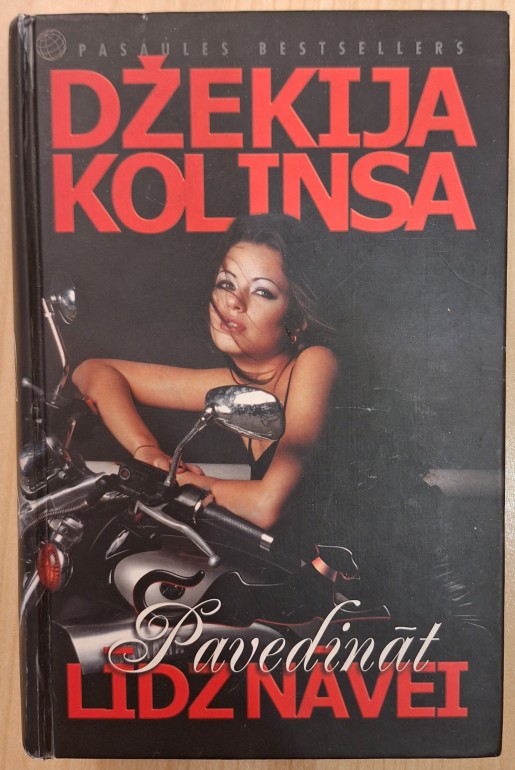 PASAULES BESTSELLERS
DŽEKIJA
KOLINSA
Pavedināt
LĪDZ NĀVEI